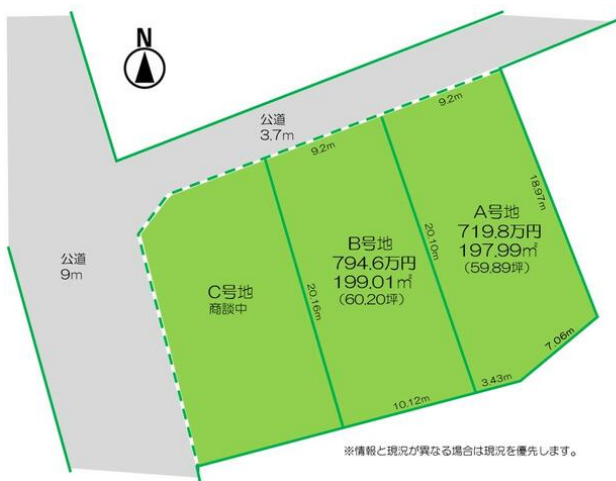 N
公道
3.7m
9.2m
9.2m
公道
9m
A号地
719.8万円
197.99㎡
(59.89坪)
18.97m
B号地
794.6万円
199.01㎡
(60.20坪)
20.10m
C号地
商談中
20.16m
7.06m
3.43m
10.12m
※情報と現況が異なる場合は現況を優先します。